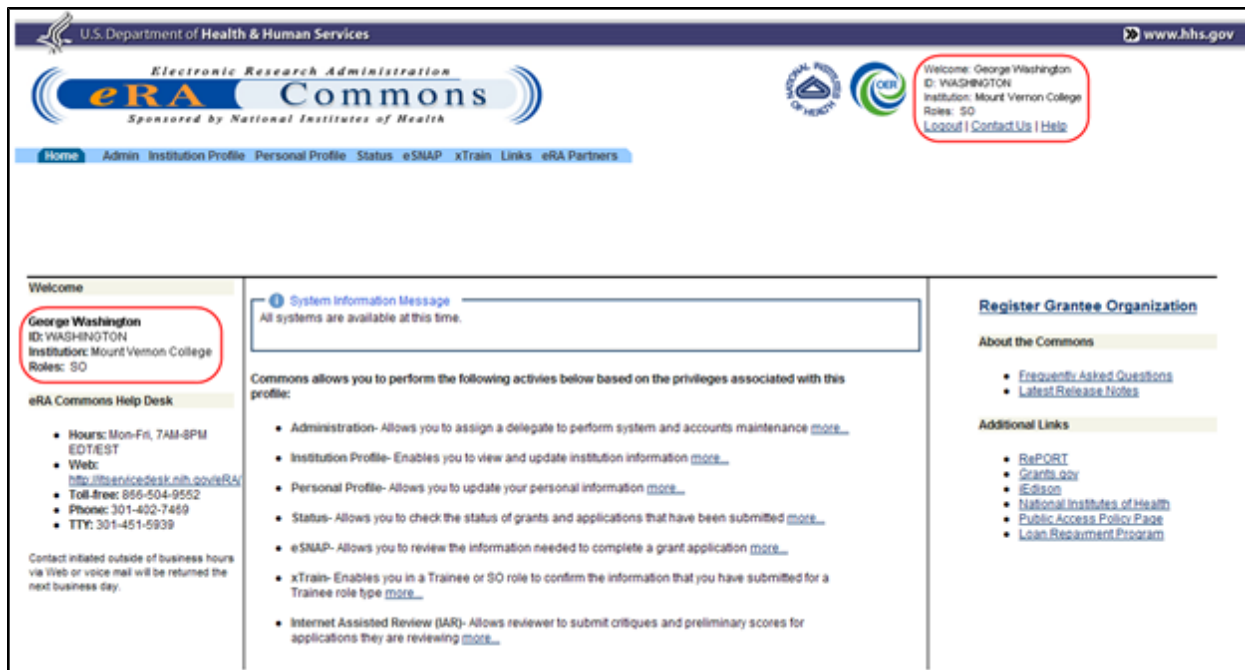 U.S. Department of Health & Human Services
www.hhs.gov
Electronic Research Administration
eRA Commons
Sponsored by National Institutes of Health
NATIONAL INSTITUTES OF HEALTH
OER
Welcome: George Washington
ID: WASHINGTON
Institution: Mount Vernon College
Roles: SO
Logout | Contact Us | Help
Home Admin Institution Profile Personal Profile Status eSNAP xTrain Links eRA Partners
Welcome
George Washington
ID: WASHINGTON
Institution: Mount Vernon College
Roles: SO
eRA Commons Help Desk
Hours: Mon-Fri, 7AM-8PM
EDT/EST
Web:
http://itservicedesk.nih.gov/eRA/
Toll-free: 866-504-9552
Phone: 301-402-7469
TTY: 301-451-5939
Contact initiated outside of business hours
via Web or voice mail will be returned the
next business day.
System Information Message
All systems are available at this time.
Commons allows you to perform the following activies below based on the privileges associated with this
profile:
Administration- Allows you to assign a delegate to perform system and accounts maintenance more...
Institution Profile- Enables you to view and update institution information more...
Personal Profile- Allows you to update your personal information more...
Status- Allows you to check the status of grants and applications that have been submitted more...
eSNAP- Allows you to review the information needed to complete a grant application more...
xTrain- Enables you in a Trainee or SO role to confirm the information that you have submitted for a
Trainee role type more...
Internet Assisted Review (IAR)- Allows reviewer to submit critiques and preliminary scores for
applications they are reviewing more...
Register Grantee Organization
About the Commons
Frequently Asked Questions
Latest Release Notes
Additional Links
RePORT
Grants.gov
iEdison
National Institutes of Health
Public Access Policy Page
Loan Repayment Program